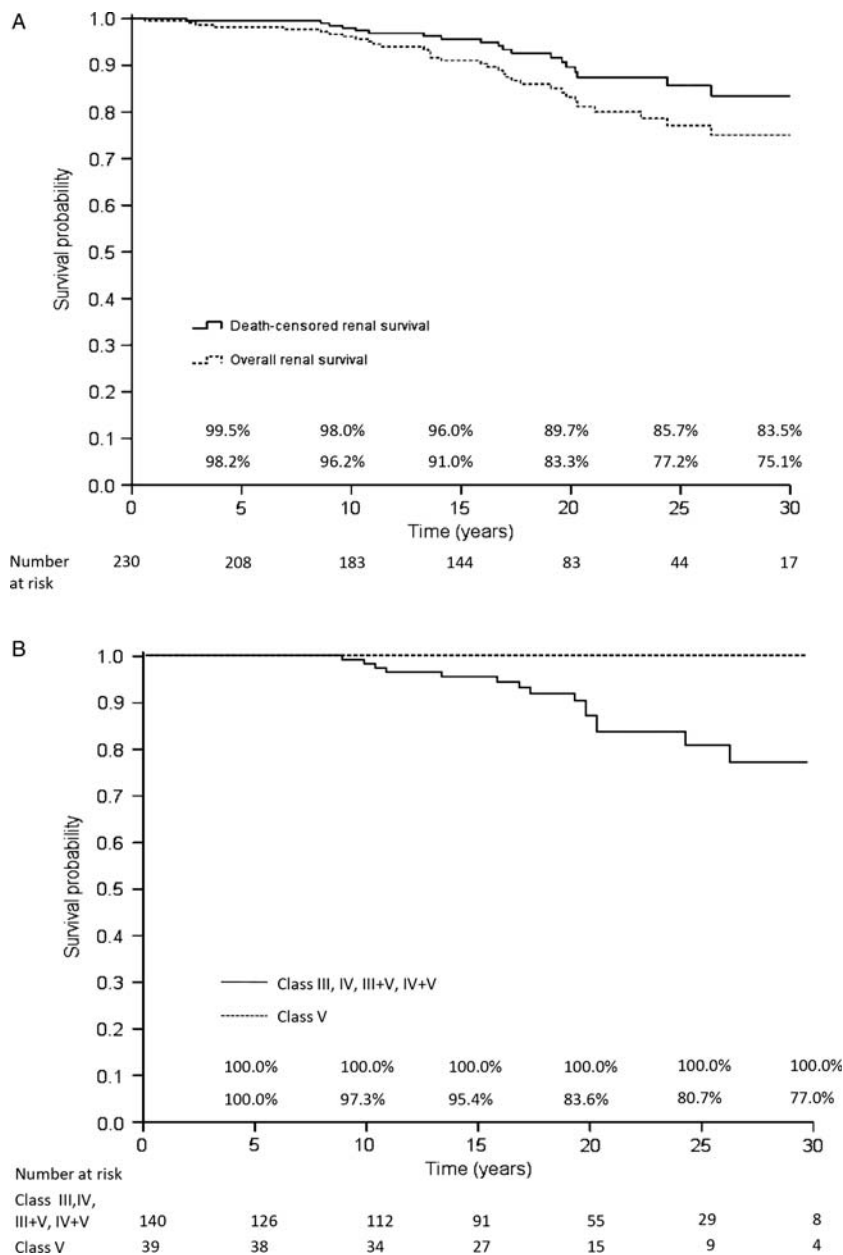 A
1.0
0.9
0.8
0.7
0.6
0.5
0.4
0.3
0.2
0.1
0.0
Survival probability
Death-censored renal survival
Overall renal survival
99.5% 98.0% 96.0% 89.7% 85.7% 83.5%
98.2% 96.2% 91.0% 83.3% 77.2% 75.1%
0 5 10 15 20 25 30
Time (years)
Number at risk 230 208 183 144 83 44 17
B
1.0
0.9
0.8
0.7
0.6
0.5
0.4
0.3
0.2
0.1
0.0
Survival probability
Class III, IV, III+V, IV+V
Class V
100.0% 100.0% 100.0% 100.0% 100.0% 100.0%
100.0% 97.3% 95.4% 83.6% 80.7% 77.0%
0 5 10 15 20 25 30
Time (years)
Number at risk
Class III,IV,
III+V, IV+V 140 126 112 91 55 29 8
Class V 39 38 34 27 15 9 4